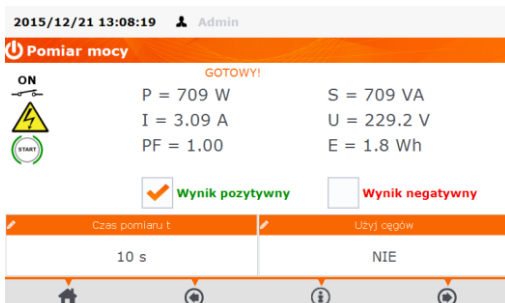 2015/12/21 13:08:19 Admin
Pomiar mocy
GOTOWY!
ON
P = 709 W S = 709 VA
I = 3.09 A U = 229.2 V
START
PF = 1.00 E = 1.8 Wh
Wynik pozytywny Wynik negatywny
Czas pomiaru t Użyj cęgów
10 s NIE